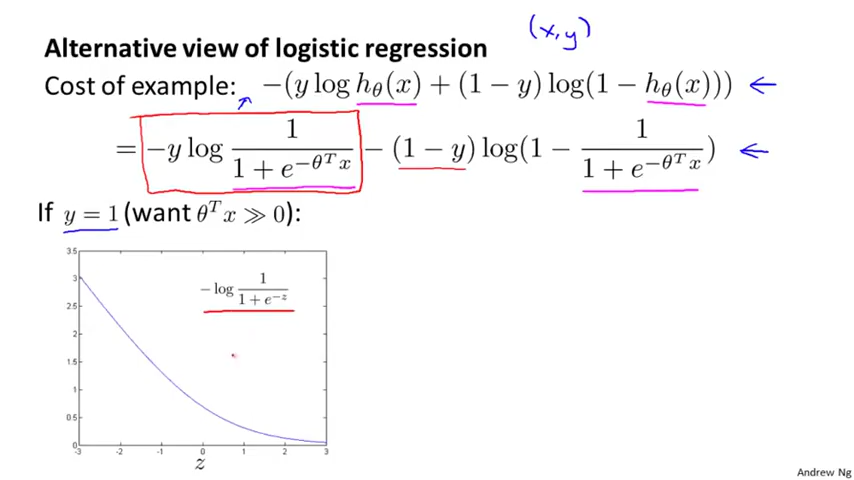 (x,y)
Alternative view of logistic regression
Cost of example: −(y log hθ(x) + (1 − y) log(1 − hθ(x))) ←
= −y log 1/(1 + e^{−θ^T x}) − (1 − y) log(1 − 1/(1 + e^{−θ^T x})) ←
If y = 1 (want θ^T x ≫ 0):
3.5
3
2.5
2
1.5
1
0.5
0
− log 1/(1 + e^{−z})
-3 -2 -1 0 1 2 3
z
Andrew Ng